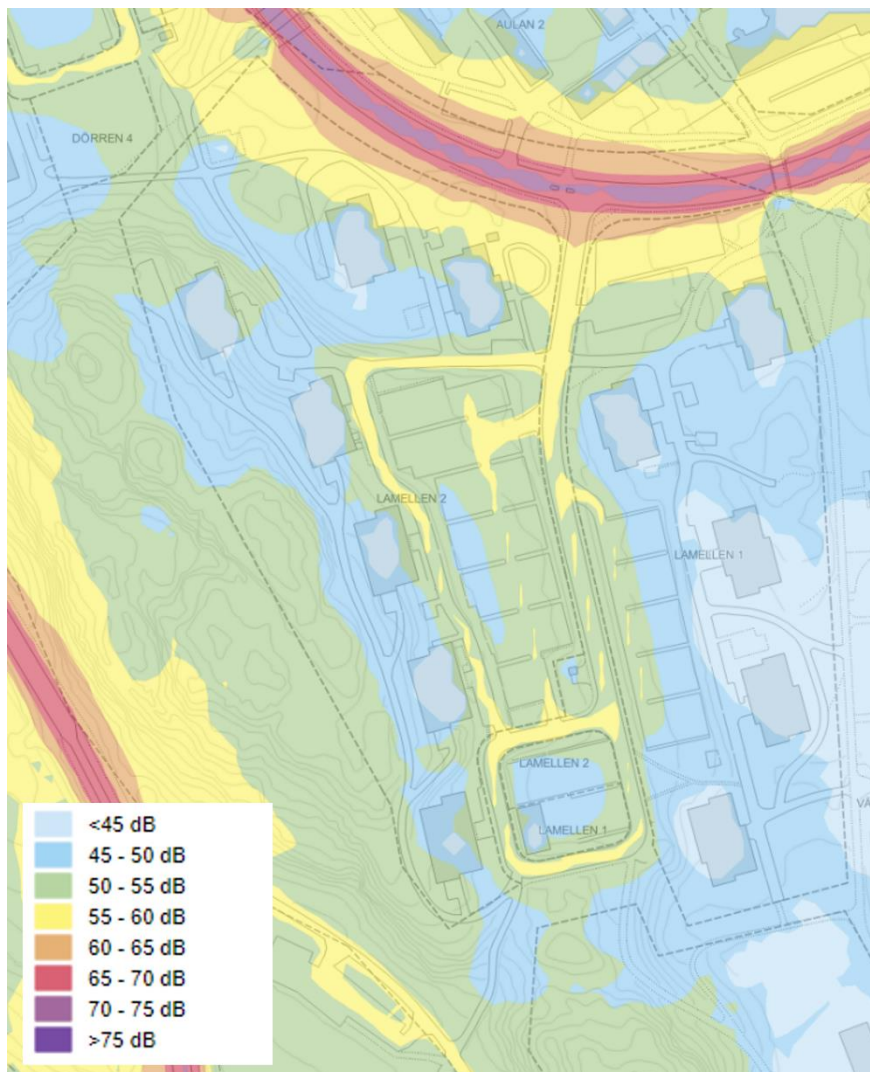 AULAN 2
DÖRREN 4
LAMELLEN 2
LAMELLEN 1
VÄ
LAMELLEN 2
LAMELLEN 1
<45 dB
45 - 50 dB
50 - 55 dB
55 - 60 dB
60 - 65 dB
65 - 70 dB
70 - 75 dB
>75 dB